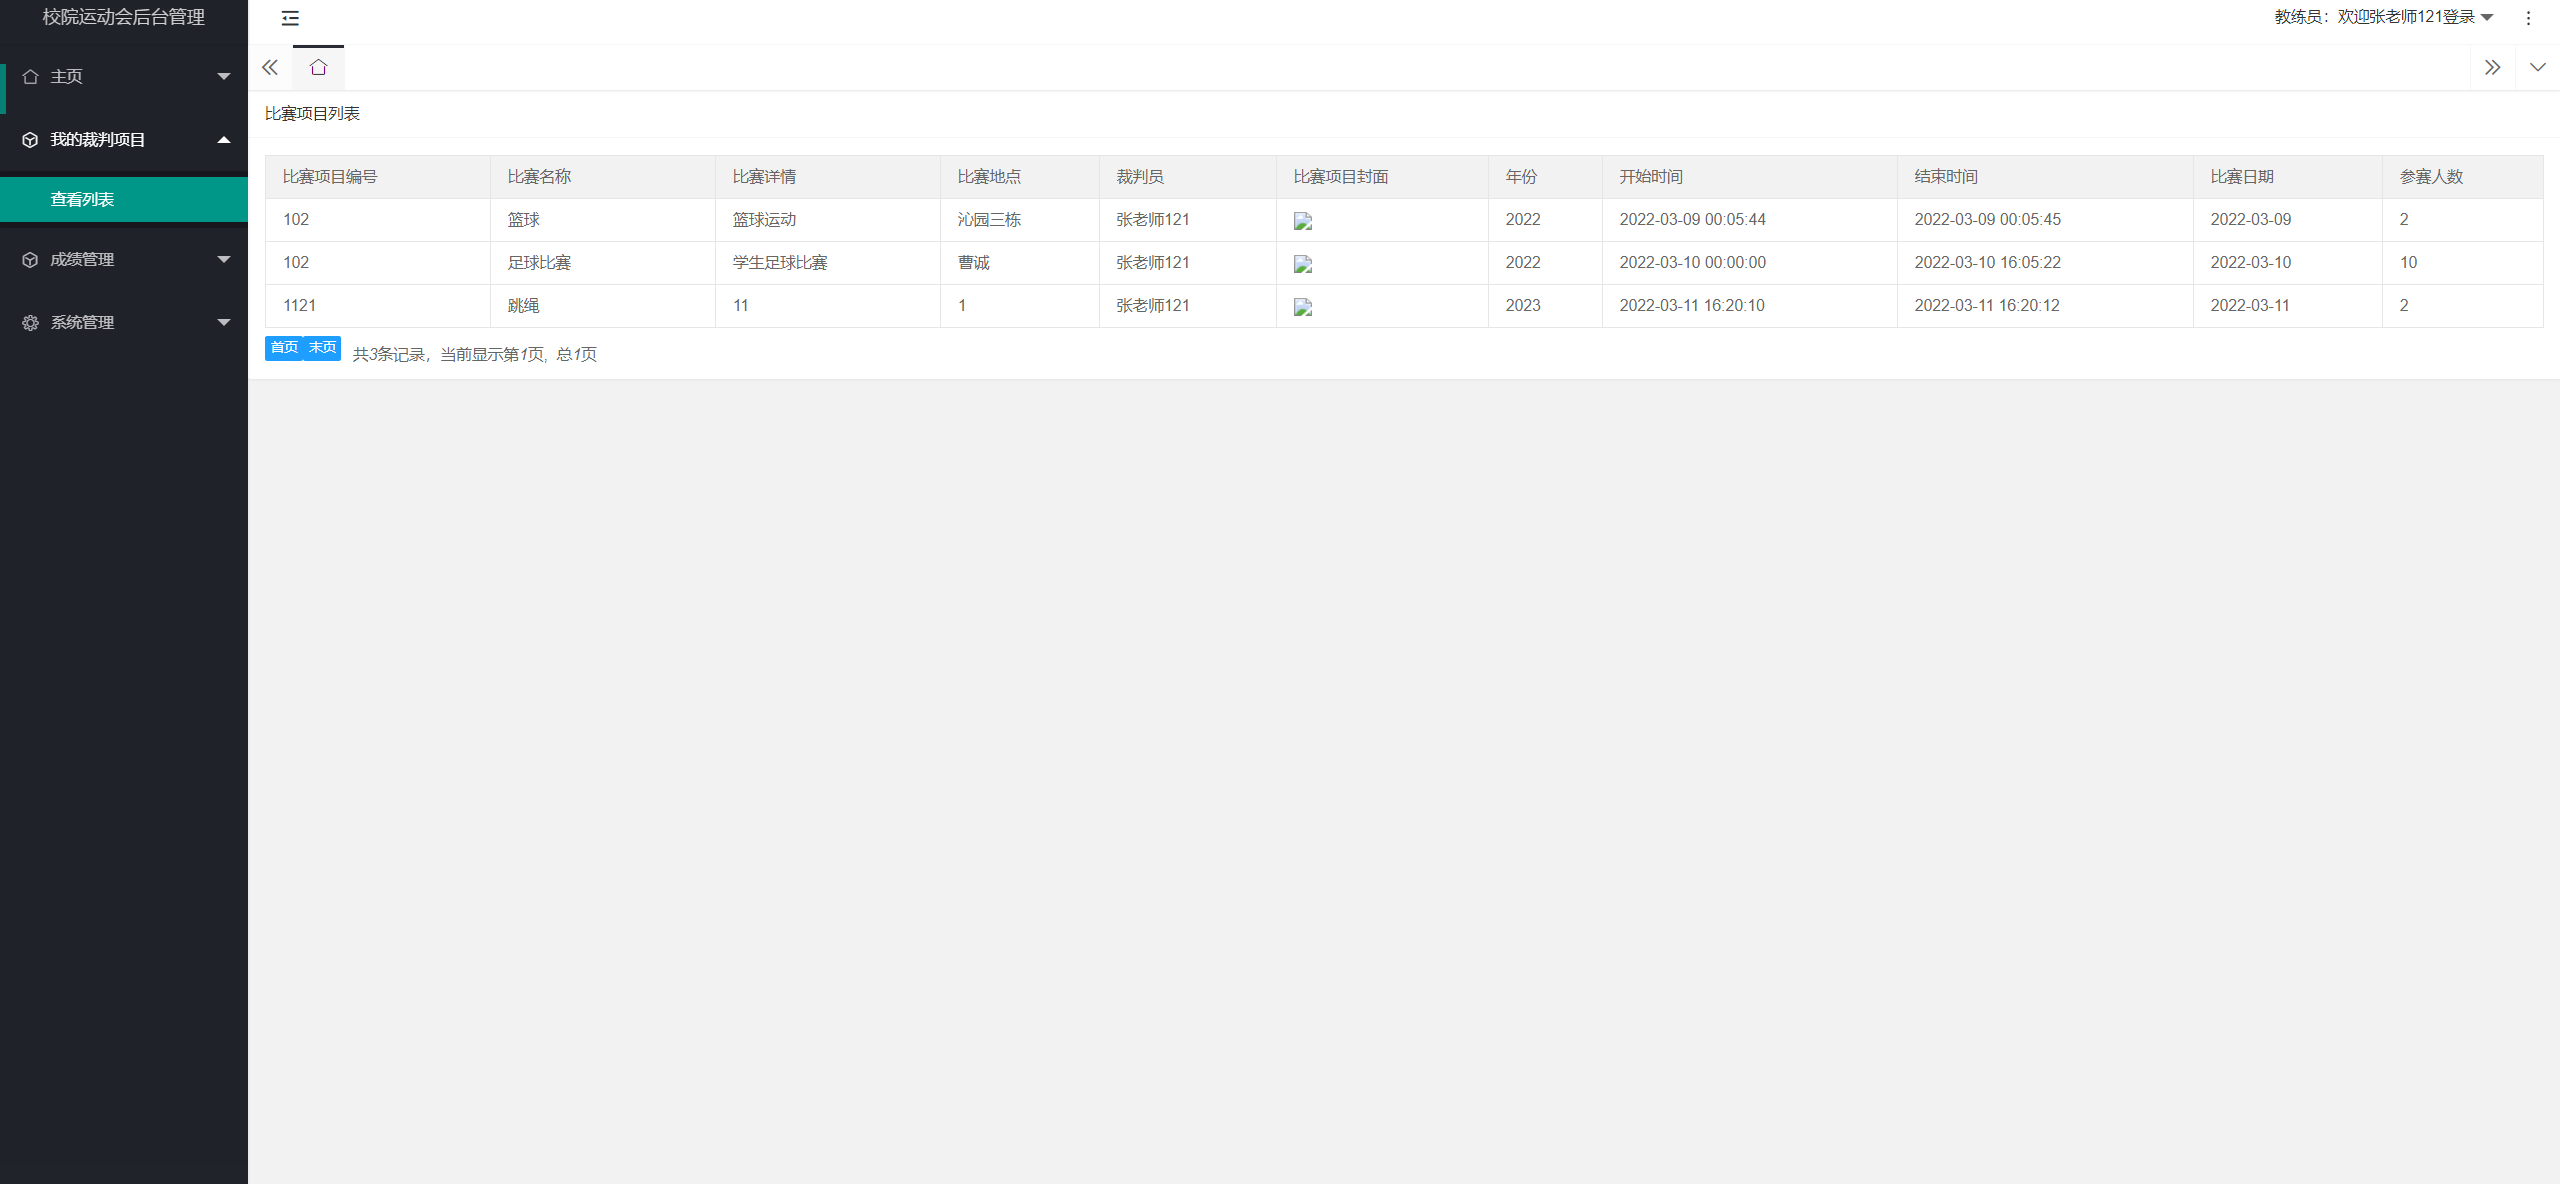 校院运动会后台管理
教练员：欢迎张老师121登录
主页
我的裁判项目
查看列表
成绩管理
系统管理
比赛项目列表
比赛项目编号 比赛名称 比赛详情 比赛地点 裁判员 比赛项目封面 年份 开始时间 结束时间 比赛日期 参赛人数
102 篮球 篮球运动 沁园三栋 张老师121 2022 2022-03-09 00:05:44 2022-03-09 00:05:45 2022-03-09 2
102 足球比赛 学生足球比赛 曹诚 张老师121 2022 2022-03-10 00:00:00 2022-03-10 16:05:22 2022-03-10 10
1121 跳绳 11 1 张老师121 2023 2022-03-11 16:20:10 2022-03-11 16:20:12 2022-03-11 2
首页 末页 共3条记录，当前显示第1页, 总1页